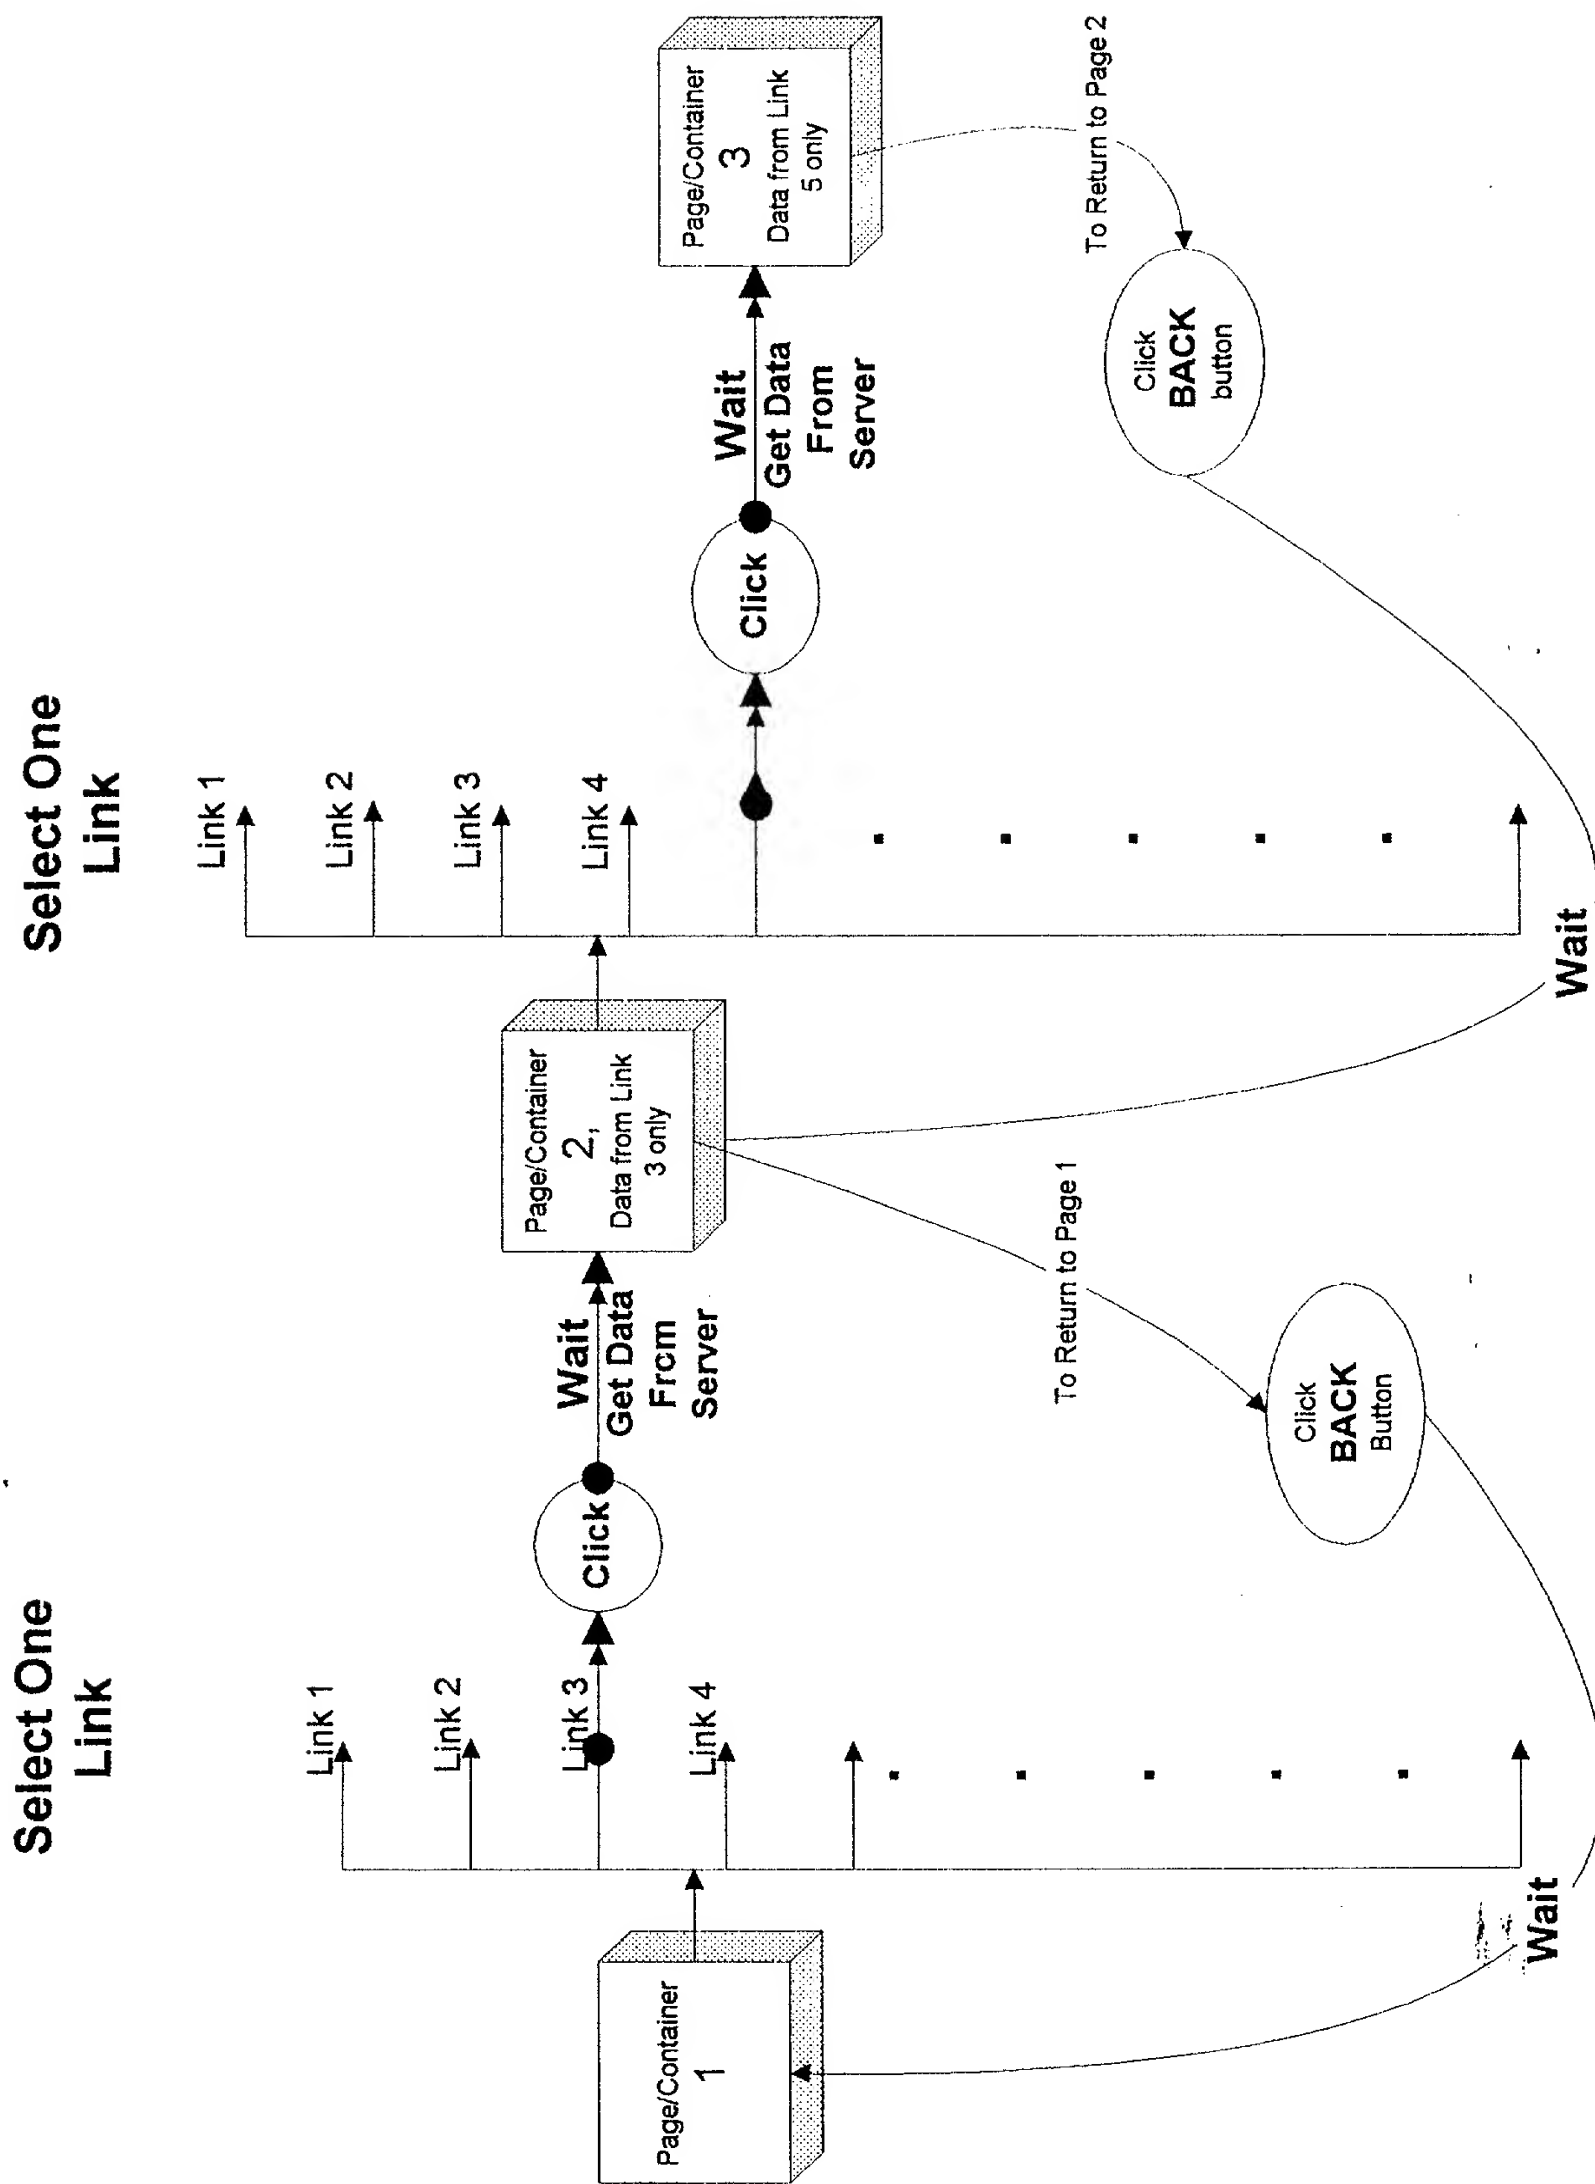 Select One
Link
Select One
Link
Page/Container
1
Link 1
Link 2
Link 3
Link 4
Click
Wait
Get Data
From
Server
Page/Container
2,
Data from Link
3 only
Link 1
Link 2
Link 3
Link 4
Click
Wait
Get Data
From
Server
Page/Container
3
Data from Link
5 only
To Return to Page 1
Click
BACK
Button
Wait
To Return to Page 2
Click
BACK
button
Wait